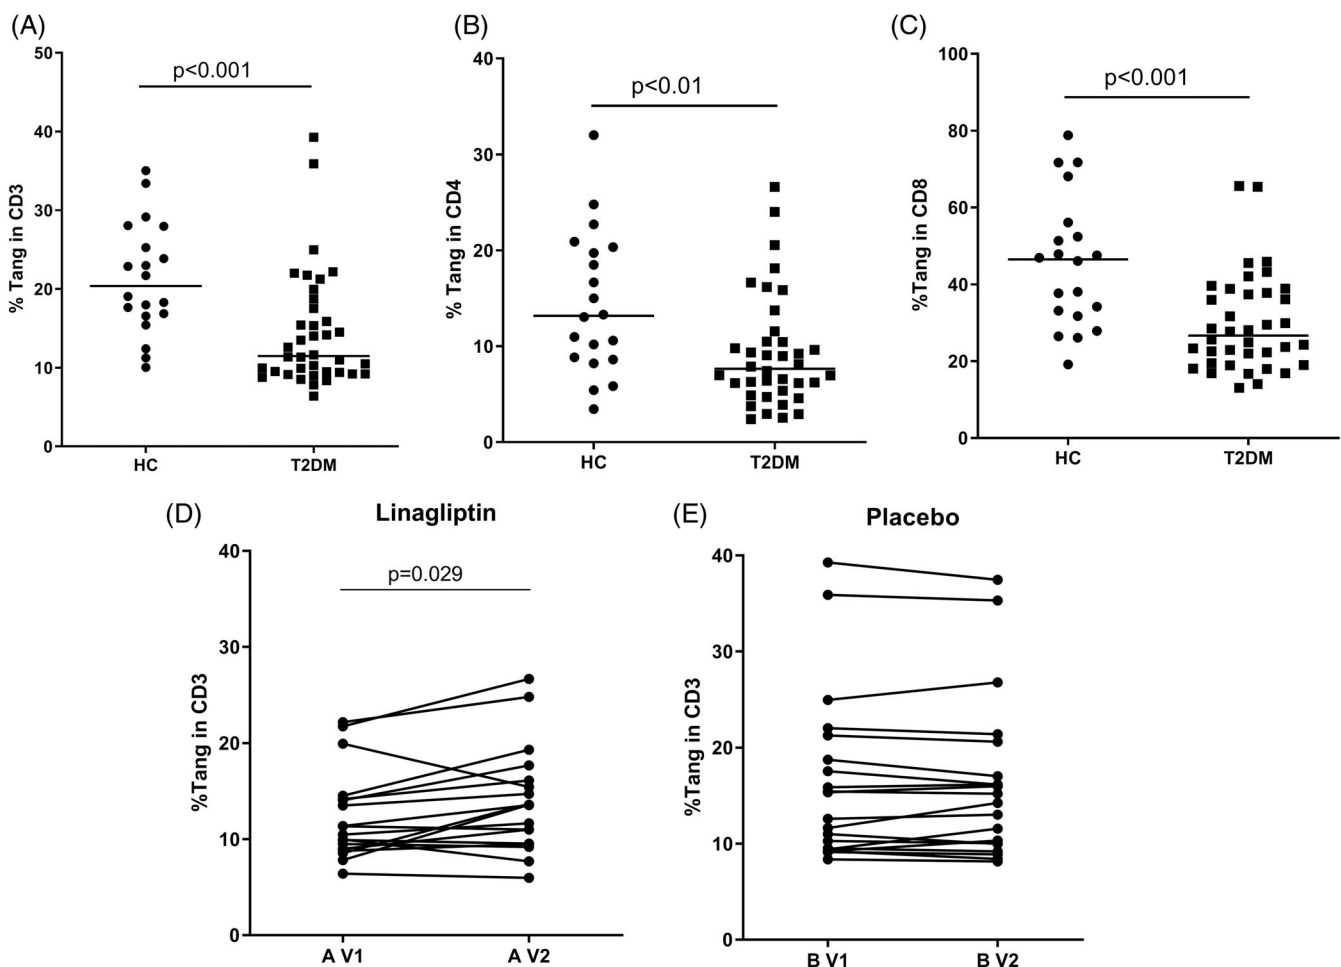 (A)
(B)
(C)
50
40
30
20
10
0
% Tang in CD3
p<0.001
HC
T2DM
40
30
20
10
0
% Tang in CD4
p<0.01
HC
T2DM
100
80
60
40
20
0
%Tang in CD8
p<0.001
HC
T2DM
(D)
Linagliptin
40
30
20
10
0
%Tang in CD3
p=0.029
A V1
A V2
(E)
Placebo
40
30
20
10
0
%Tang in CD3
B V1
B V2